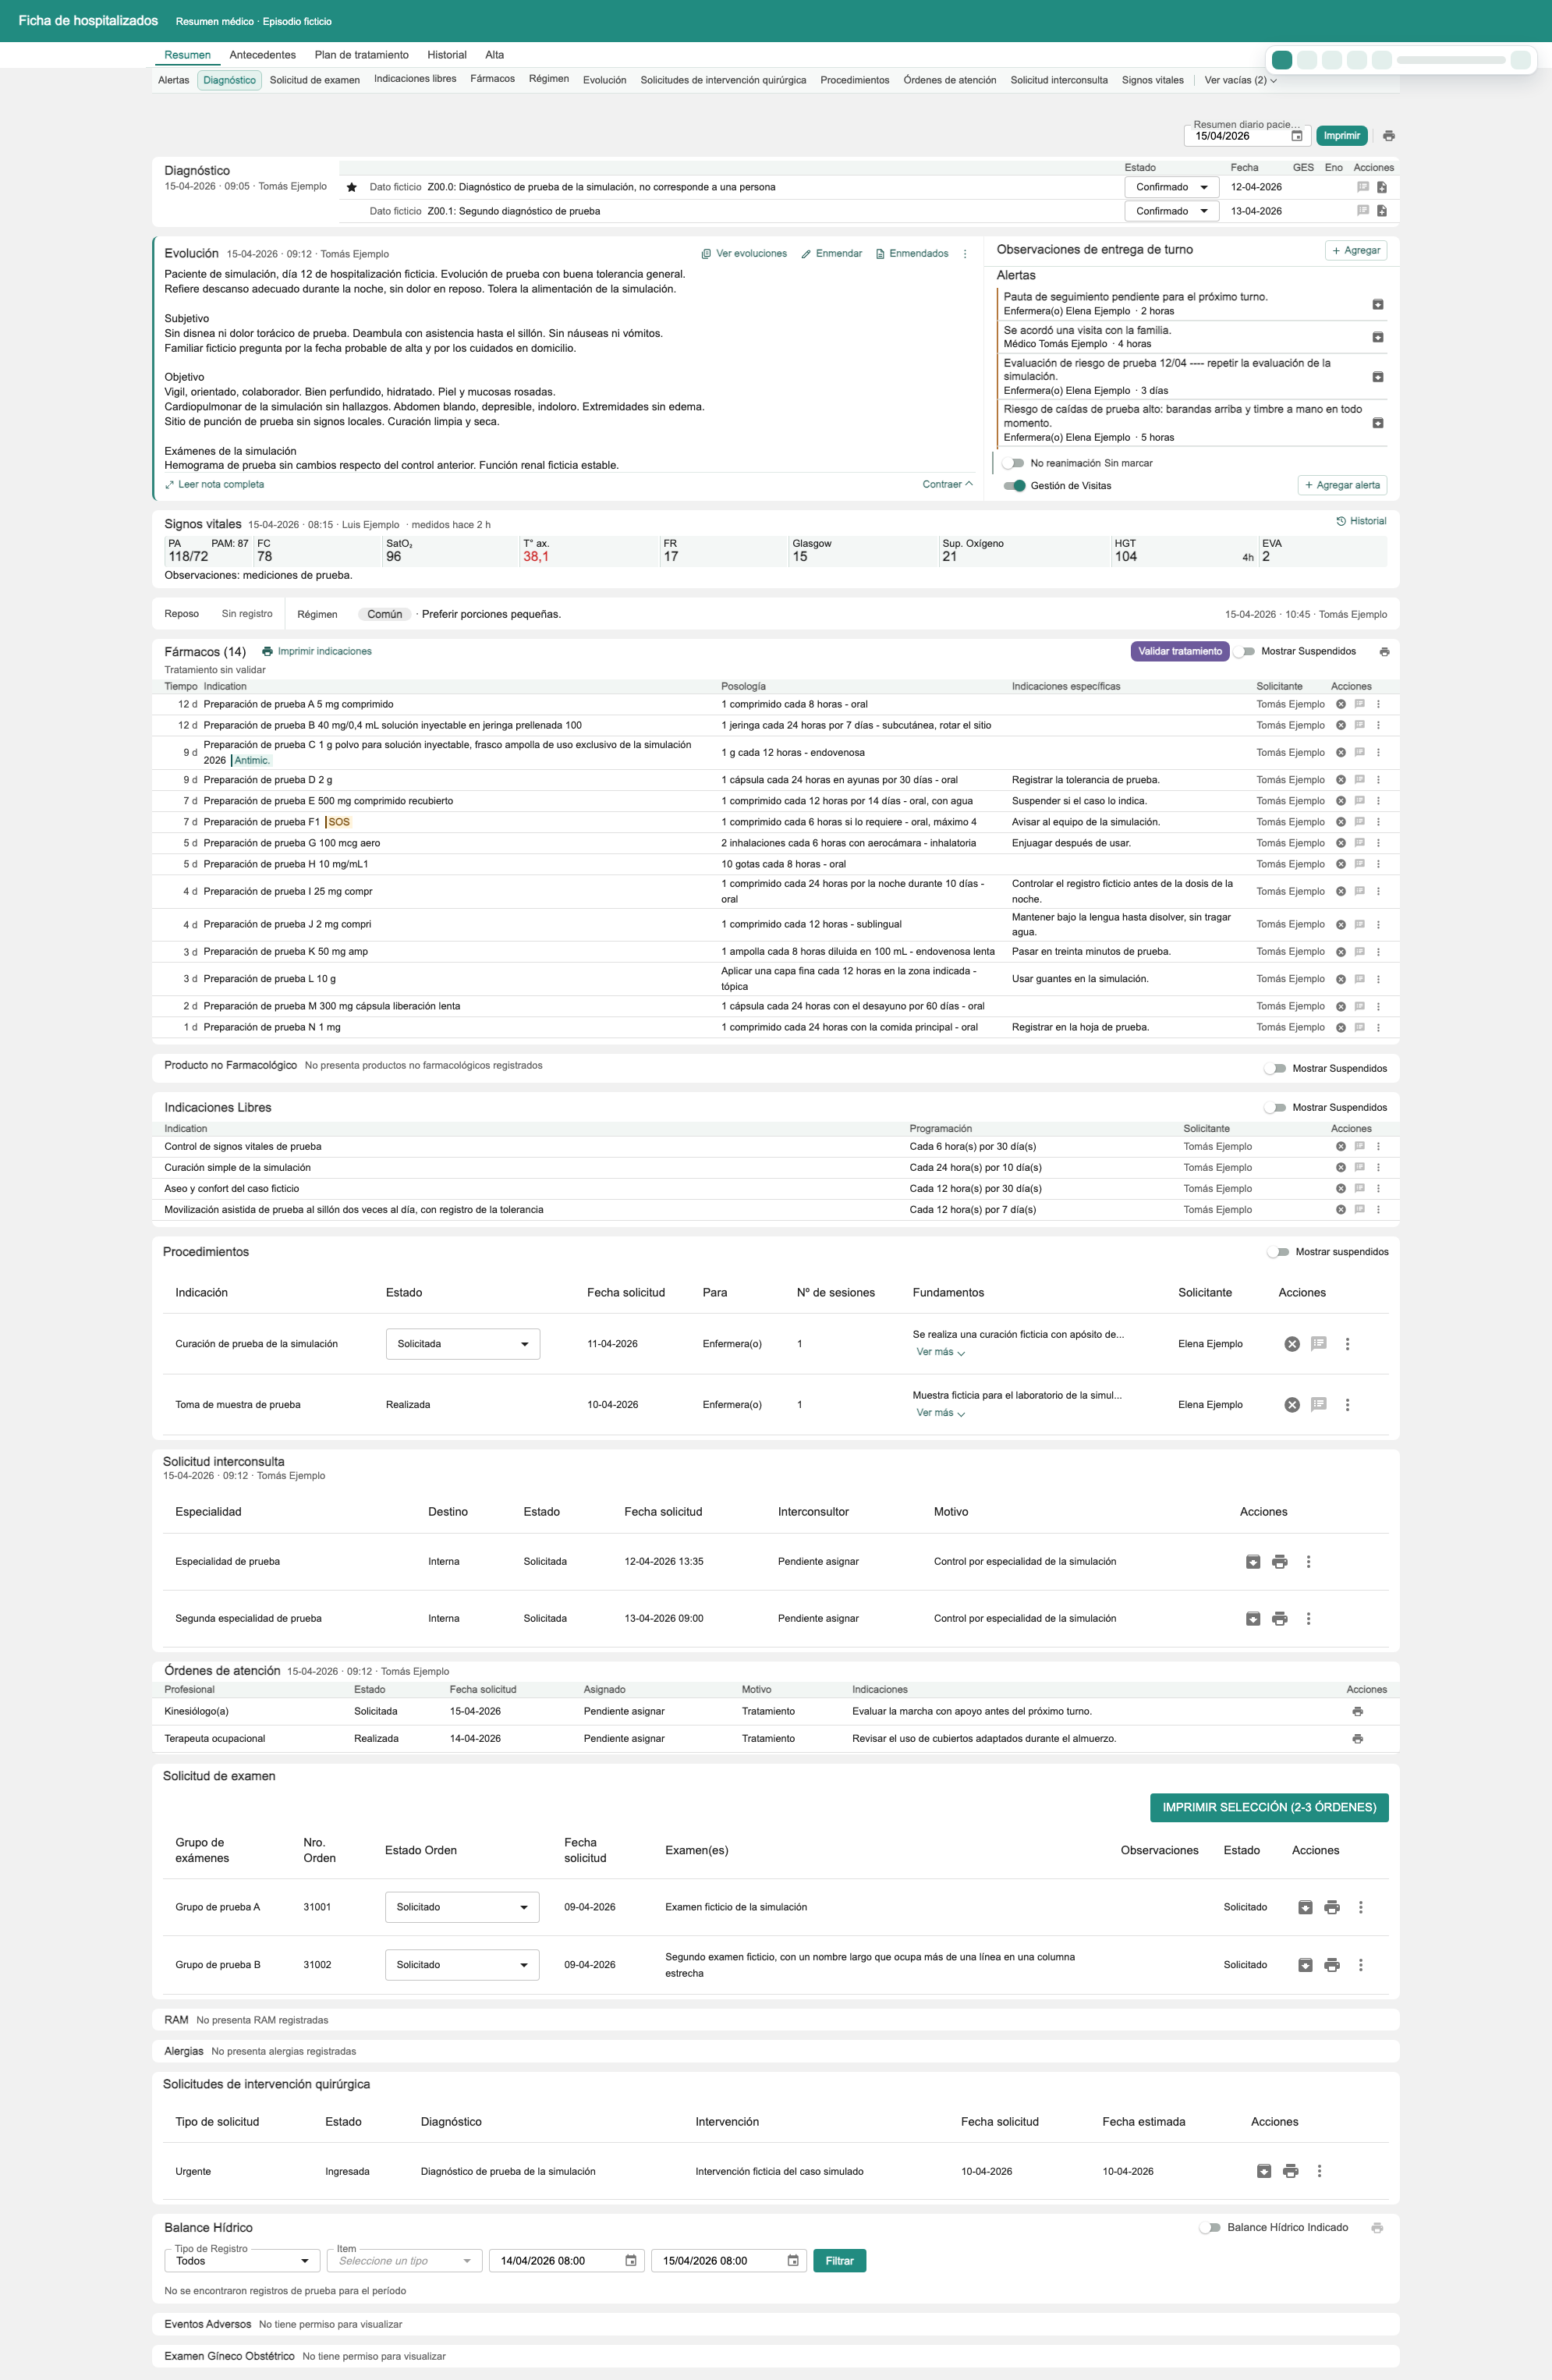 Ficha de hospitalizados Resumen médico · Episodio ficticio
Resumen Antecedentes Plan de tratamiento Historial Alta
Alertas Diagnóstico Solicitud de examen Indicaciones libres Fármacos Régimen Evolución Solicitudes de intervención quirúrgica Procedimientos Órdenes de atención Solicitud interconsulta Signos vitales Ver vacías (2)
Resumen diario pacie...
15/04/2026 Imprimir
Diagnóstico
15-04-2026 · 09:05 · Tomás Ejemplo
Estado Fecha GES Eno Acciones
Dato ficticio Z00.0: Diagnóstico de prueba de la simulación, no corresponde a una persona Confirmado 12-04-2026
Dato ficticio Z00.1: Segundo diagnóstico de prueba Confirmado 13-04-2026
Evolución 15-04-2026 · 09:12 · Tomás Ejemplo Ver evoluciones Enmendar Enmendados
Paciente de simulación, día 12 de hospitalización ficticia. Evolución de prueba con buena tolerancia general.
Refiere descanso adecuado durante la noche, sin dolor en reposo. Tolera la alimentación de la simulación.
Subjetivo
Sin disnea ni dolor torácico de prueba. Deambula con asistencia hasta el sillón. Sin náuseas ni vómitos.
Familiar ficticio pregunta por la fecha probable de alta y por los cuidados en domicilio.
Objetivo
Vigil, orientado, colaborador. Bien perfundido, hidratado. Piel y mucosas rosadas.
Cardiopulmonar de la simulación sin hallazgos. Abdomen blando, depresible, indoloro. Extremidades sin edema.
Sitio de punción de prueba sin signos locales. Curación limpia y seca.
Exámenes de la simulación
Hemograma de prueba sin cambios respecto del control anterior. Función renal ficticia estable.
Leer nota completa Contraer
Observaciones de entrega de turno + Agregar
Alertas
Pauta de seguimiento pendiente para el próximo turno.
Enfermera(o) Elena Ejemplo · 2 horas
Se acordó una visita con la familia.
Médico Tomás Ejemplo · 4 horas
Evaluación de riesgo de prueba 12/04 ---- repetir la evaluación de la
simulación.
Enfermera(o) Elena Ejemplo · 3 días
Riesgo de caídas de prueba alto: barandas arriba y timbre a mano en todo
momento.
Enfermera(o) Elena Ejemplo · 5 horas
No reanimación Sin marcar
Gestión de Visitas + Agregar alerta
Signos vitales 15-04-2026 · 08:15 · Luis Ejemplo · medidos hace 2 h Historial
PA PAM: 87 FC SatO₂ T° ax. FR Glasgow Sup. Oxígeno HGT EVA
118/72 78 96 38,1 17 15 21 104 4h 2
Observaciones: mediciones de prueba.
Reposo Sin registro Régimen Común · Preferir porciones pequeñas. 15-04-2026 · 10:45 · Tomás Ejemplo
Fármacos (14) Imprimir indicaciones Validar tratamiento Mostrar Suspendidos
Tratamiento sin validar
Tiempo Indication Posología Indicaciones específicas Solicitante Acciones
12 d Preparación de prueba A 5 mg comprimido 1 comprimido cada 8 horas - oral Tomás Ejemplo
12 d Preparación de prueba B 40 mg/0,4 mL solución inyectable en jeringa prellenada 100 1 jeringa cada 24 horas por 7 días - subcutánea, rotar el sitio Tomás Ejemplo
9 d Preparación de prueba C 1 g polvo para solución inyectable, frasco ampolla de uso exclusivo de la simulación
2026 Antimic. 1 g cada 12 horas - endovenosa Tomás Ejemplo
9 d Preparación de prueba D 2 g 1 cápsula cada 24 horas en ayunas por 30 días - oral Registrar la tolerancia de prueba. Tomás Ejemplo
7 d Preparación de prueba E 500 mg comprimido recubierto 1 comprimido cada 12 horas por 14 días - oral, con agua Suspender si el caso lo indica. Tomás Ejemplo
7 d Preparación de prueba F1 SOS 1 comprimido cada 6 horas si lo requiere - oral, máximo 4 Avisar al equipo de la simulación. Tomás Ejemplo
5 d Preparación de prueba G 100 mcg aero 2 inhalaciones cada 6 horas con aerocámara - inhalatoria Enjuagar después de usar. Tomás Ejemplo
5 d Preparación de prueba H 10 mg/mL1 10 gotas cada 8 horas - oral Tomás Ejemplo
4 d Preparación de prueba I 25 mg compr 1 comprimido cada 24 horas por la noche durante 10 días -
oral Controlar el registro ficticio antes de la dosis de la
noche. Tomás Ejemplo
4 d Preparación de prueba J 2 mg compri 1 comprimido cada 12 horas - sublingual Mantener bajo la lengua hasta disolver, sin tragar
agua. Tomás Ejemplo
3 d Preparación de prueba K 50 mg amp 1 ampolla cada 8 horas diluida en 100 mL - endovenosa lenta Pasar en treinta minutos de prueba. Tomás Ejemplo
3 d Preparación de prueba L 10 g Aplicar una capa fina cada 12 horas en la zona indicada -
tópica Usar guantes en la simulación. Tomás Ejemplo
2 d Preparación de prueba M 300 mg cápsula liberación lenta 1 cápsula cada 24 horas con el desayuno por 60 días - oral Tomás Ejemplo
1 d Preparación de prueba N 1 mg 1 comprimido cada 24 horas con la comida principal - oral Registrar en la hoja de prueba. Tomás Ejemplo
Producto no Farmacológico No presenta productos no farmacológicos registrados Mostrar Suspendidos
Indicaciones Libres Mostrar Suspendidos
Indication Programación Solicitante Acciones
Control de signos vitales de prueba Cada 6 hora(s) por 30 día(s) Tomás Ejemplo
Curación simple de la simulación Cada 24 hora(s) por 10 día(s) Tomás Ejemplo
Aseo y confort del caso ficticio Cada 12 hora(s) por 30 día(s) Tomás Ejemplo
Movilización asistida de prueba al sillón dos veces al día, con registro de la tolerancia Cada 12 hora(s) por 7 día(s) Tomás Ejemplo
Procedimientos Mostrar suspendidos
Indicación Estado Fecha solicitud Para Nº de sesiones Fundamentos Solicitante Acciones
Curación de prueba de la simulación Solicitada 11-04-2026 Enfermera(o) 1 Se realiza una curación ficticia con apósito de... Elena Ejemplo
Ver más
Toma de muestra de prueba Realizada 10-04-2026 Enfermera(o) 1 Muestra ficticia para el laboratorio de la simul... Elena Ejemplo
Ver más
Solicitud interconsulta
15-04-2026 · 09:12 · Tomás Ejemplo
Especialidad Destino Estado Fecha solicitud Interconsultor Motivo Acciones
Especialidad de prueba Interna Solicitada 12-04-2026 13:35 Pendiente asignar Control por especialidad de la simulación
Segunda especialidad de prueba Interna Solicitada 13-04-2026 09:00 Pendiente asignar Control por especialidad de la simulación
Órdenes de atención 15-04-2026 · 09:12 · Tomás Ejemplo
Profesional Estado Fecha solicitud Asignado Motivo Indicaciones Acciones
Kinesiólogo(a) Solicitada 15-04-2026 Pendiente asignar Tratamiento Evaluar la marcha con apoyo antes del próximo turno.
Terapeuta ocupacional Realizada 14-04-2026 Pendiente asignar Tratamiento Revisar el uso de cubiertos adaptados durante el almuerzo.
Solicitud de examen
IMPRIMIR SELECCIÓN (2-3 ÓRDENES)
Grupo de exámenes Nro. Orden Estado Orden Fecha solicitud Examen(es) Observaciones Estado Acciones
Grupo de prueba A 31001 Solicitado 09-04-2026 Examen ficticio de la simulación Solicitado
Grupo de prueba B 31002 Solicitado 09-04-2026 Segundo examen ficticio, con un nombre largo que ocupa más de una línea en una columna
estrecha Solicitado
RAM No presenta RAM registradas
Alergias No presenta alergias registradas
Solicitudes de intervención quirúrgica
Tipo de solicitud Estado Diagnóstico Intervención Fecha solicitud Fecha estimada Acciones
Urgente Ingresada Diagnóstico de prueba de la simulación Intervención ficticia del caso simulado 10-04-2026 10-04-2026
Balance Hídrico Balance Hídrico Indicado
Tipo de Registro Item
Todos Seleccione un tipo 14/04/2026 08:00 15/04/2026 08:00 Filtrar
No se encontraron registros de prueba para el período
Eventos Adversos No tiene permiso para visualizar
Examen Gíneco Obstétrico No tiene permiso para visualizar